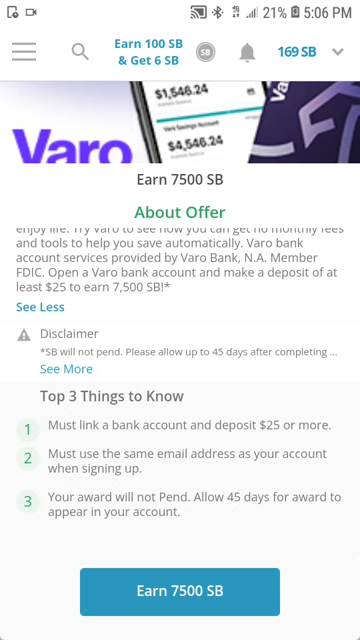 21% 5:06 PM
Earn 100 SB
& Get 6 SB
SB
169 SB
$1,546.24
Varo Savings Account
$4,546.24
Varo
Va
Earn 7500 SB
About Offer
enjoy life. Try Varo to see how you can get no monthly fees
and tools to help you save automatically. Varo bank
account services provided by Varo Bank, N.A. Member
FDIC. Open a Varo bank account and make a deposit of at
least $25 to earn 7,500 SB!*
See Less
Disclaimer
*SB will not pend. Please allow up to 45 days after completing ...
See More
Top 3 Things to Know
1 Must link a bank account and deposit $25 or more.
2 Must use the same email address as your account
when signing up.
3 Your award will not Pend. Allow 45 days for award to
appear in your account.
Earn 7500 SB